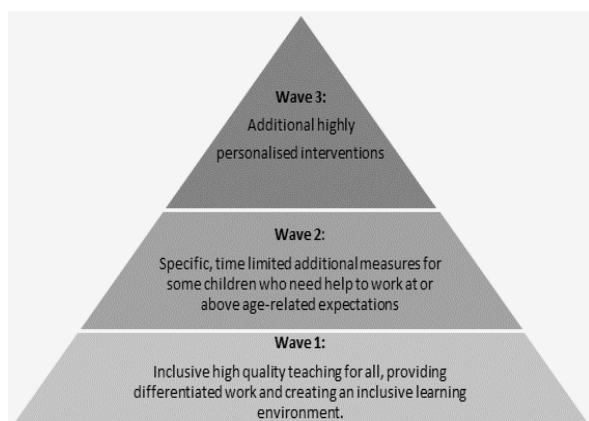 Wave 3:
Additional highly
personalised interventions
Wave 2:
Specific, time limited additional measures for
some children who need help to work at or
above age-related expectations
Wave 1:
Inclusive high quality teaching for all, providing
differentiated work and creating an inclusive learning
environment.